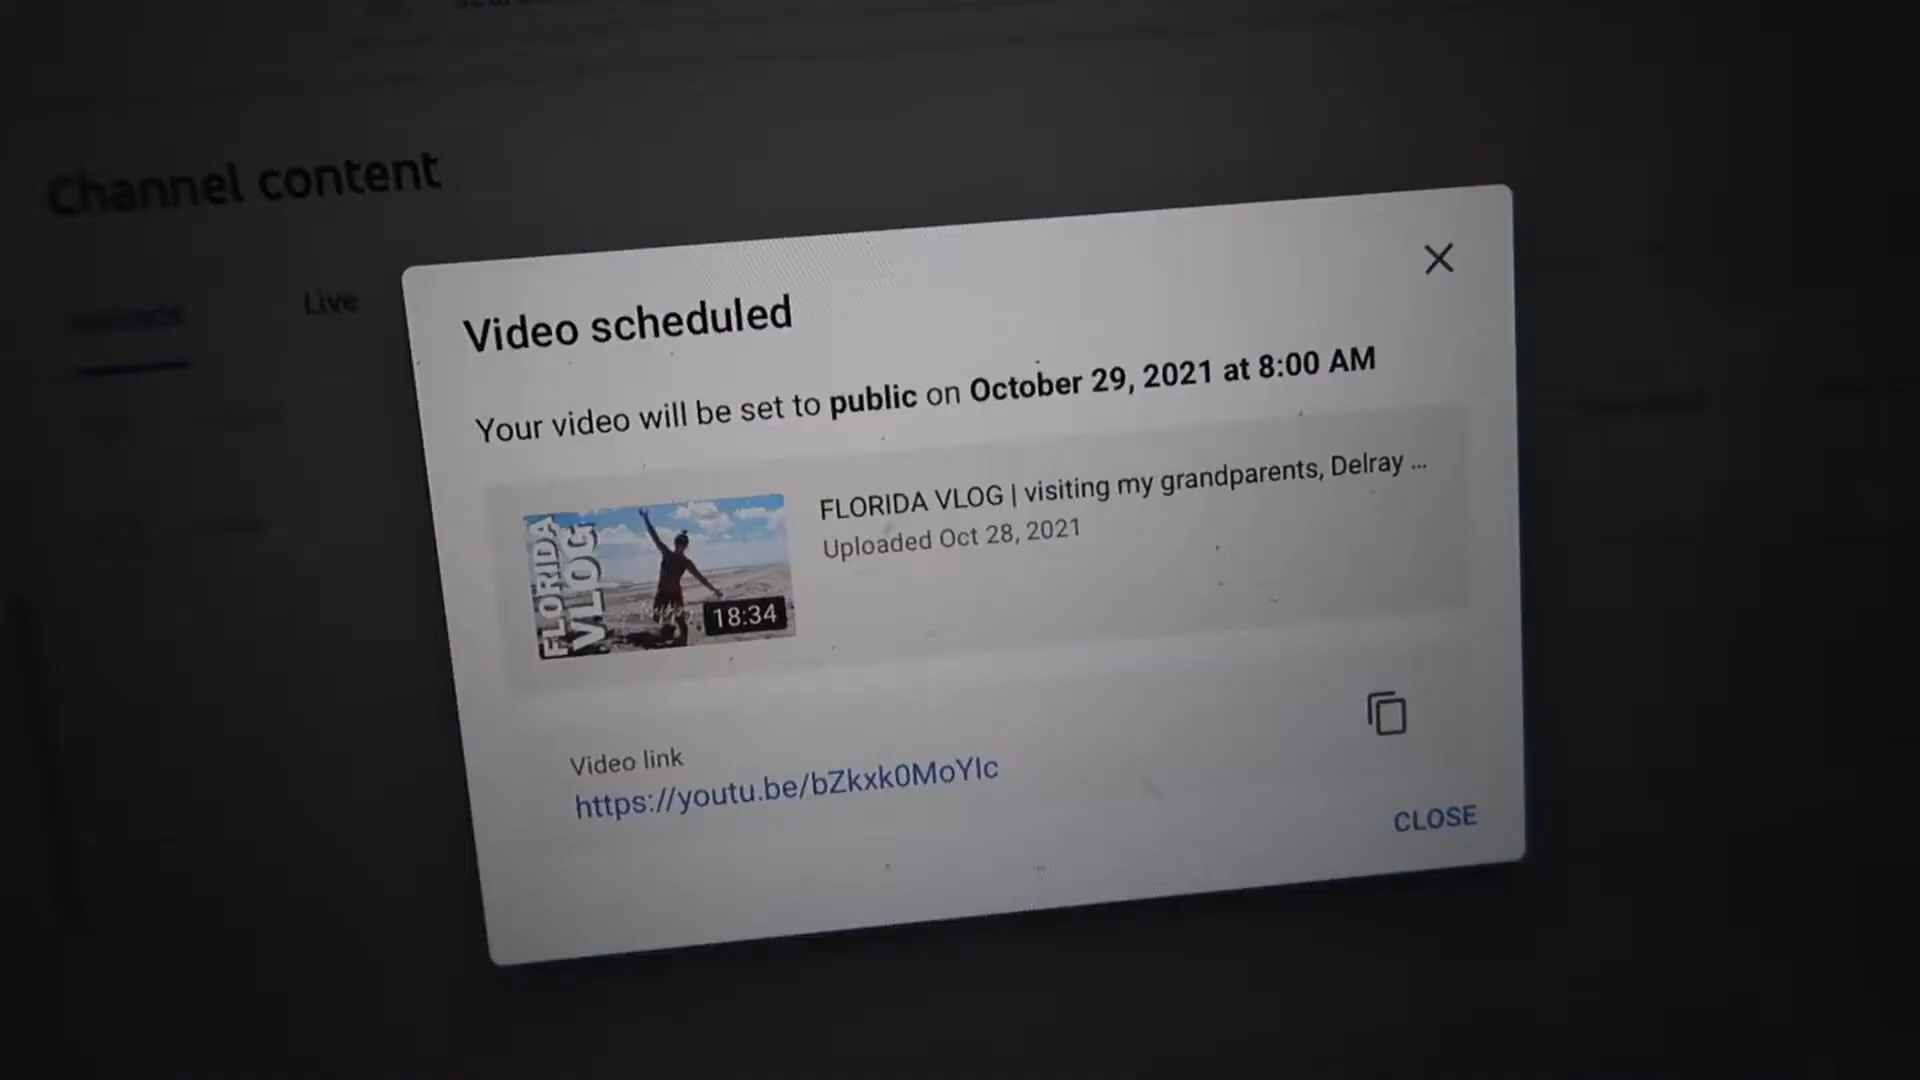 Channel content
Live
Video scheduled
Your video will be set to public on October 29, 2021 at 8:00 AM
FLORIDA VLOG | visiting my grandparents, Delray ...
Uploaded Oct 28, 2021
FLORIDA
VLOG
18:34
Video link
https://youtu.be/bZkxk0MoYIc
CLOSE